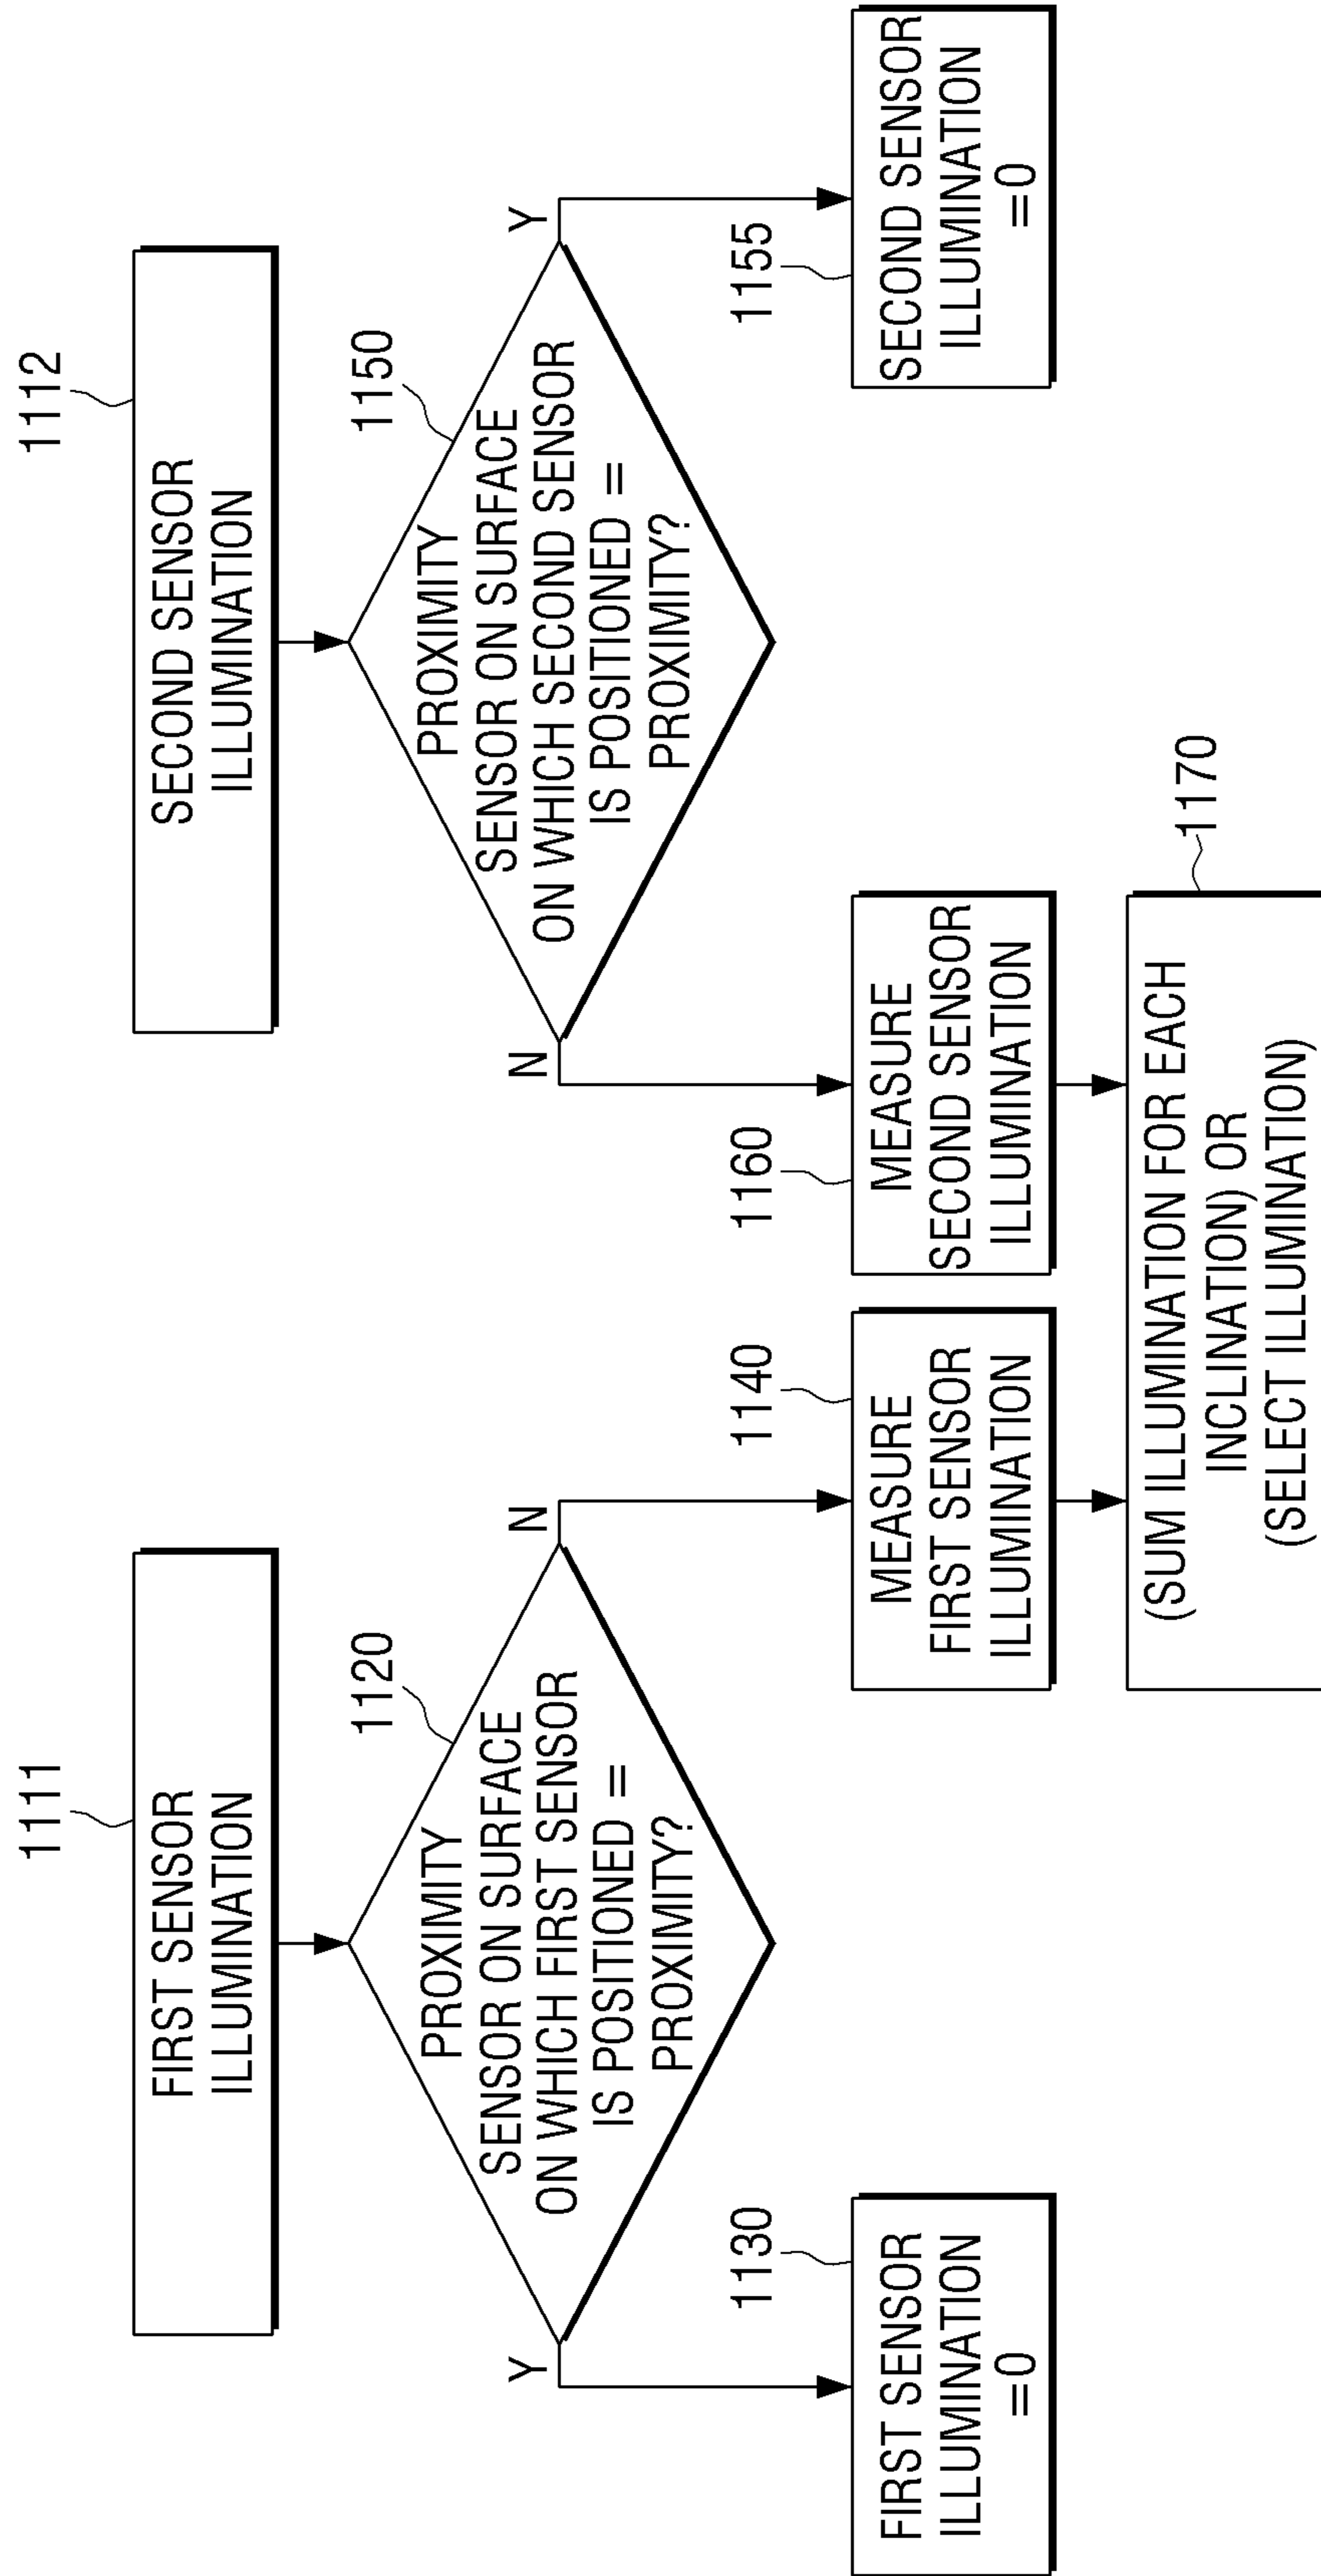 1111
FIRST SENSOR
ILLUMINATION
1112
SECOND SENSOR
ILLUMINATION
1120
PROXIMITY
SENSOR ON SURFACE
ON WHICH FIRST SENSOR
IS POSITIONED =
PROXIMITY?
Y
N
1150
PROXIMITY
SENSOR ON SURFACE
ON WHICH SECOND SENSOR
IS POSITIONED =
PROXIMITY?
N
Y
1130
FIRST SENSOR
ILLUMINATION
=0
1140
MEASURE
FIRST SENSOR
ILLUMINATION
1160
MEASURE
SECOND SENSOR
ILLUMINATION
1155
SECOND SENSOR
ILLUMINATION
=0
1170
(SUM ILLUMINATION FOR EACH
INCLINATION) OR
(SELECT ILLUMINATION)